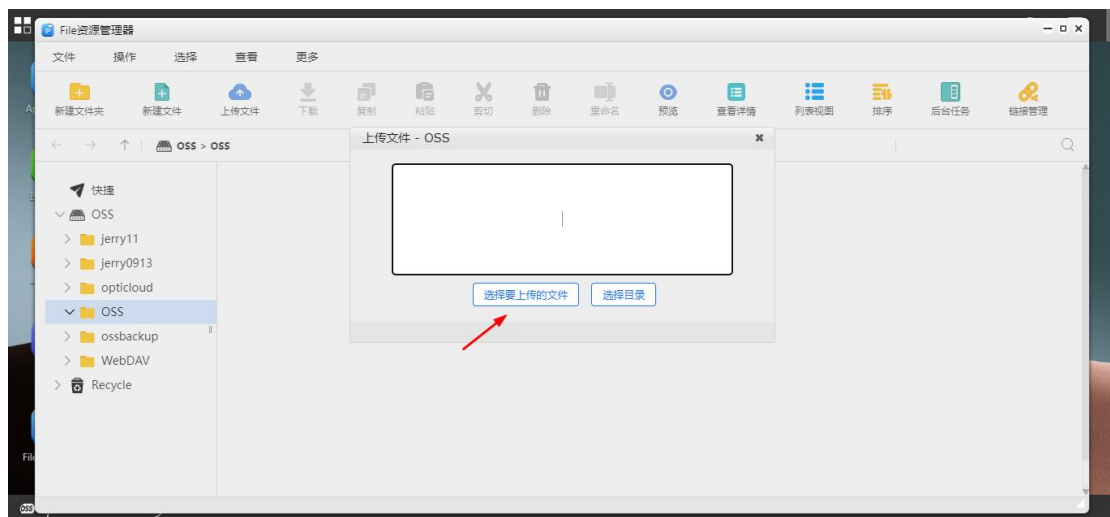 File资源管理器
文件 操作 选择 查看 更多
新建文件夹 新建文件 上传文件 下载 复制 粘贴 剪切 删除 重命名 预览 查看详情 列表视图 排序 后台任务 链接管理
OSS > OSS
上传文件 - OSS
快捷
OSS
jerry11
jerry0913
opticloud
OSS
ossbackup
WebDAV
Recycle
选择要上传的文件 选择目录
File
OSS